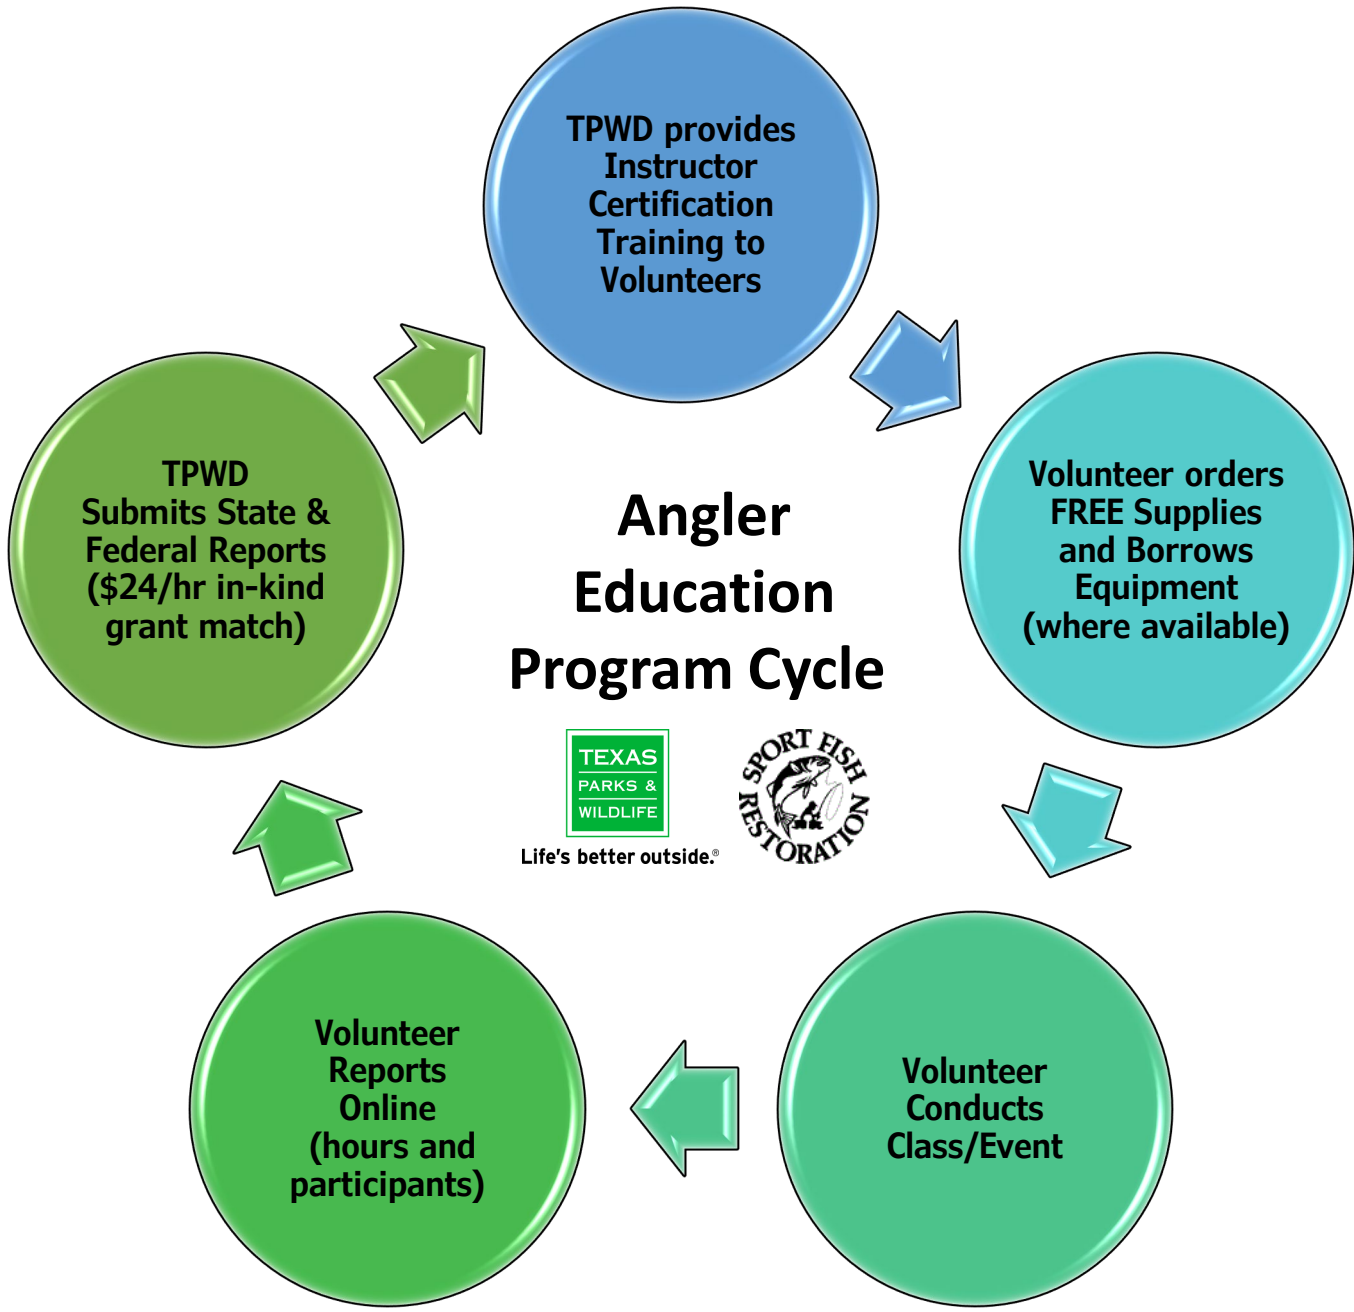 TPWD provides
Instructor
Certification
Training to
Volunteers
Volunteer orders
FREE Supplies
and Borrows
Equipment
(where available)
Volunteer
Conducts
Class/Event
Volunteer
Reports
Online
(hours and
participants)
TPWD
Submits State &
Federal Reports
($24/hr in-kind
grant match)
Angler
Education
Program Cycle
TEXAS
PARKS &
WILDLIFE
Life's better outside.®
SPORT FISH
RESTORATION